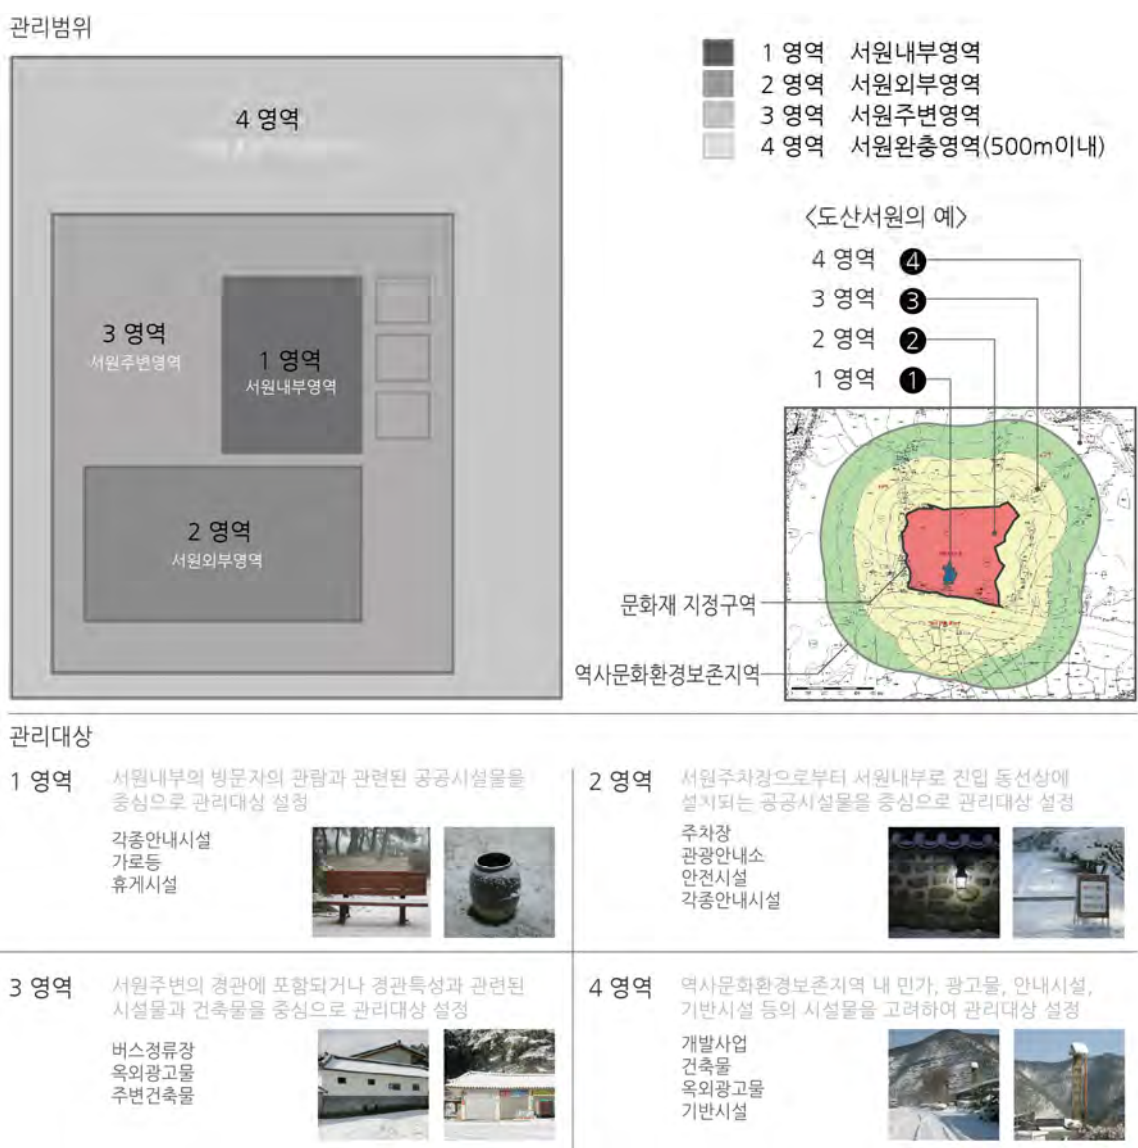 관리범위
4 영역
3 영역
서원주변영역
1 영역
서원내부영역
2 영역
서원외부영역
1 영역 서원내부영역
2 영역 서원외부영역
3 영역 서원주변영역
4 영역 서원완충영역(500m이내)
<도산서원의 예>
4 영역 4
3 영역 3
2 영역 2
1 영역 1
문화재 지정구역
역사문화환경보존지역
관리대상
1 영역
서원내부의 방문자의 관람과 관련된 공공시설물을
중심으로 관리대상 설정
각종안내시설
가로등
휴게시설
2 영역
서원주차장으로부터 서원내부로 진입 동선상에
설치되는 공공시설물을 중심으로 관리대상 설정
주차장
관광안내소
안전시설
각종안내시설
3 영역
서원주변의 경관에 포함되거나 경관특성과 관련된
시설물과 건축물을 중심으로 관리대상 설정
버스정류장
옥외광고물
주변건축물
4 영역
역사문화환경보존지역 내 민가, 광고물, 안내시설,
기반시설 등의 시설물을 고려하여 관리대상 설정
개발사업
건축물
옥외광고물
기반시설